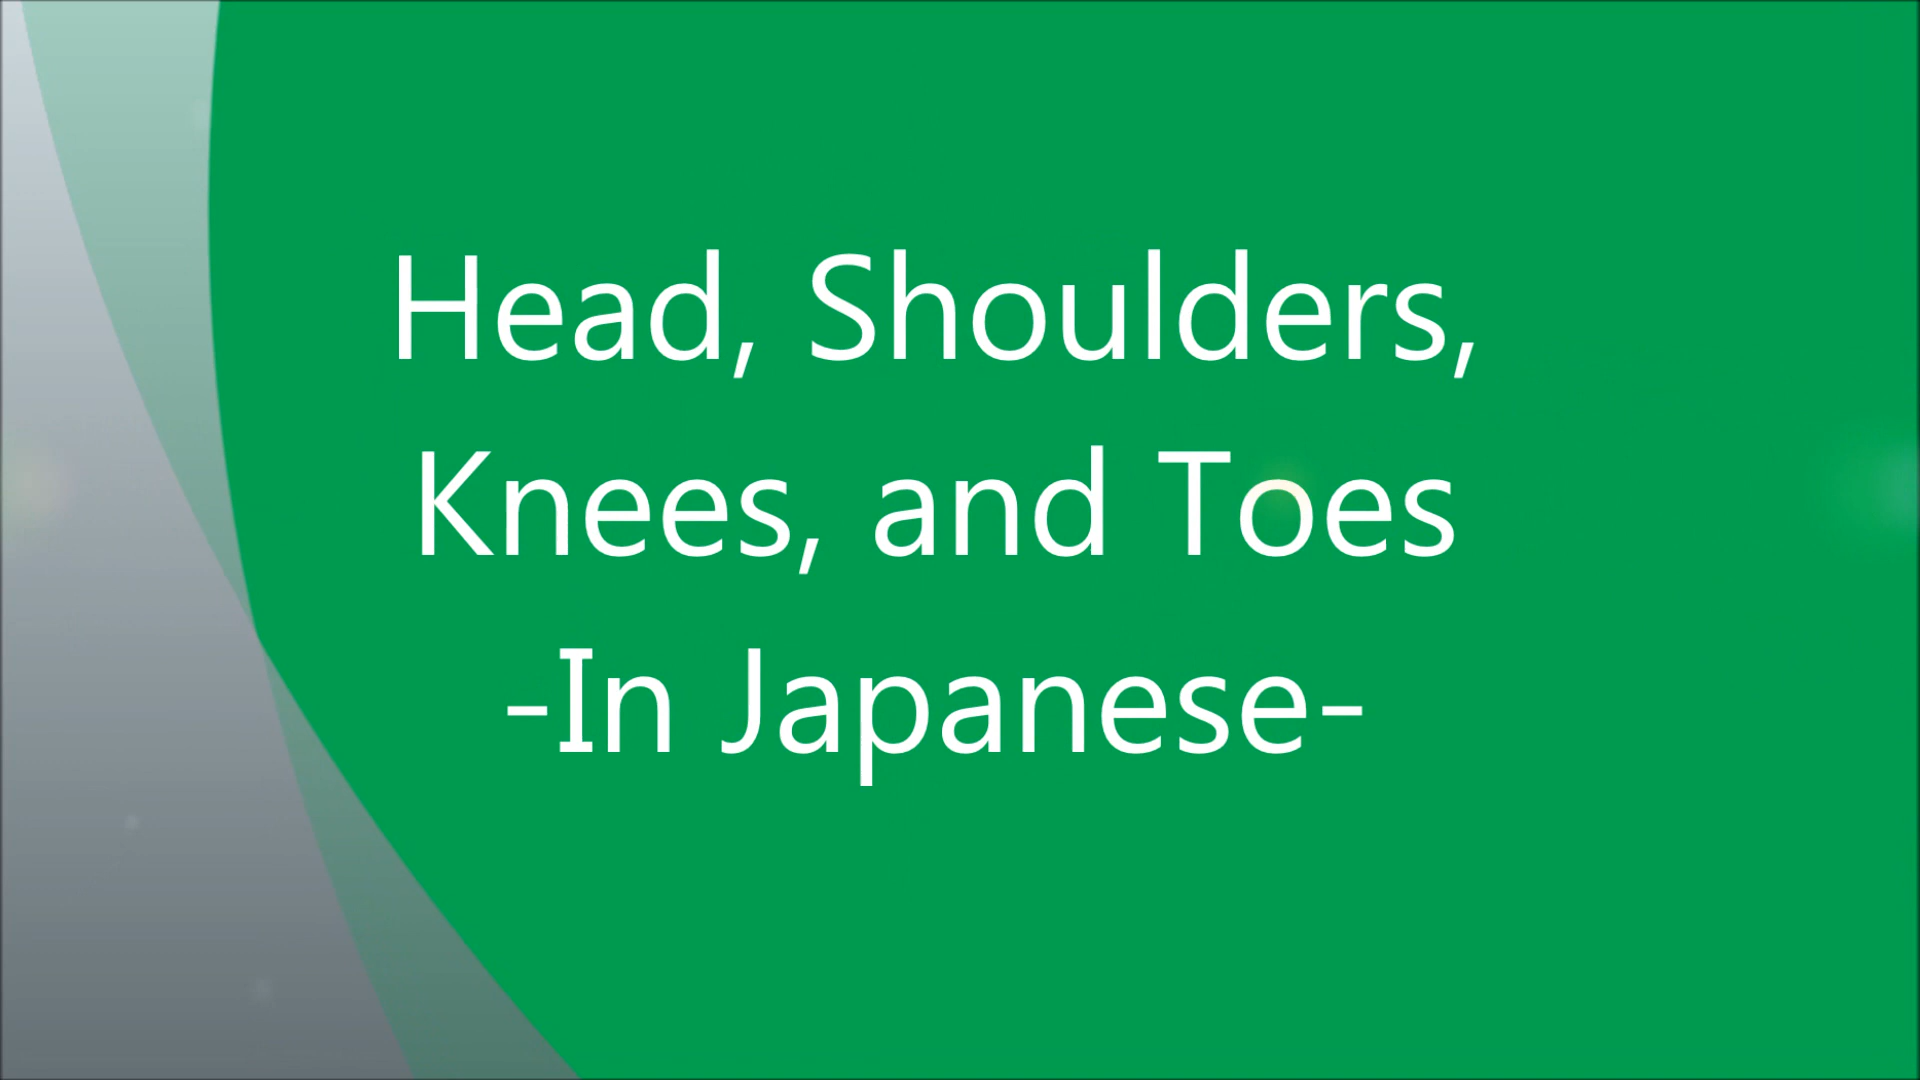 Head, Shoulders,
Knees, and Toes
-In Japanese-